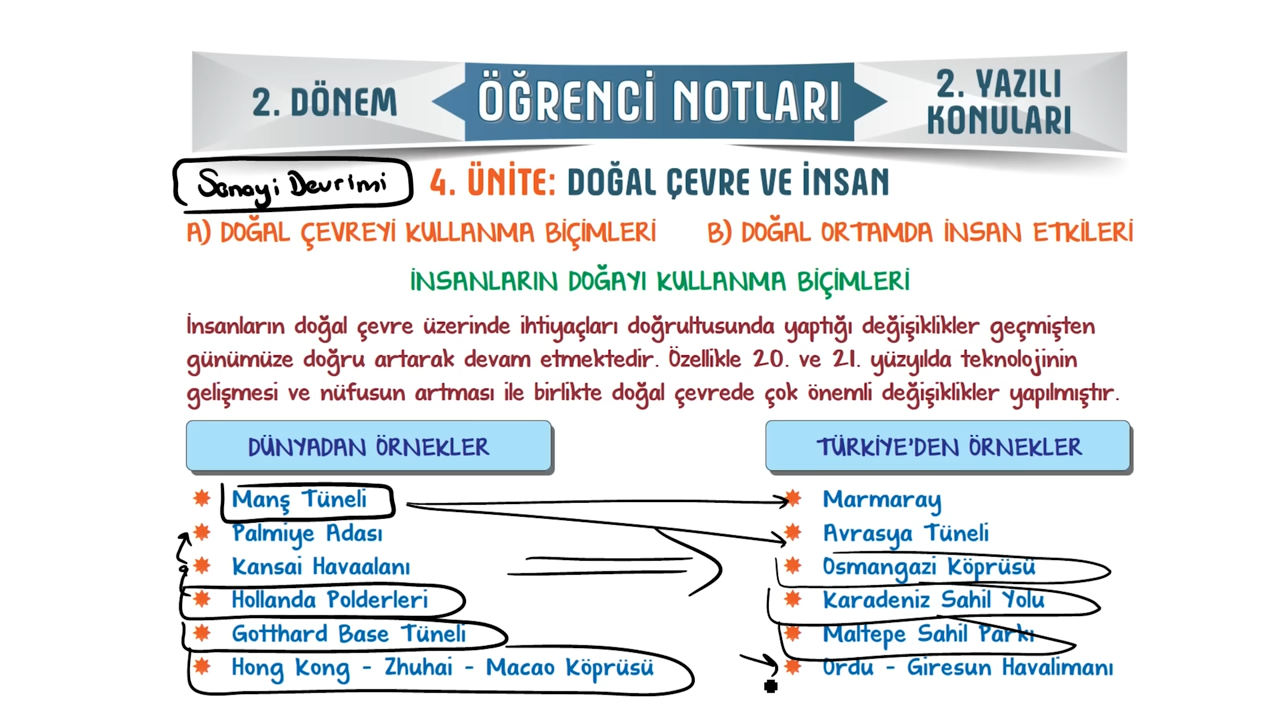 2. DÖNEM
ÖĞRENCİ NOTLARI
2. YAZILI
KONULARI
Sanayi Devrimi
4. ÜNİTE: DOĞAL ÇEVRE VE İNSAN
A) DOĞAL ÇEVREYİ KULLANMA BİÇİMLERİ
B) DOĞAL ORTAMDA İNSAN ETKİLERİ
İNSANLARIN DOĞAYI KULLANMA BİÇİMLERİ
İnsanların doğal çevre üzerinde ihtiyaçları doğrultusunda yaptığı değişiklikler geçmişten
günümüze doğru artarak devam etmektedir. Özellikle 20. ve 21. yüzyılda teknolojinin
gelişmesi ve nüfusun artması ile birlikte doğal çevrede çok önemli değişiklikler yapılmıştır.
DÜNYADAN ÖRNEKLER
Manş Tüneli
Palmiye Adası
Kansai Havaalanı
Hollanda Polderleri
Gotthard Base Tüneli
Hong Kong - Zhuhai - Macao Köprüsü
TÜRKİYE'DEN ÖRNEKLER
Marmaray
Avrasya Tüneli
Osmangazi Köprüsü
Karadeniz Sahil Yolu
Maltepe Sahil Parkı
Ordu - Giresun Havalimanı